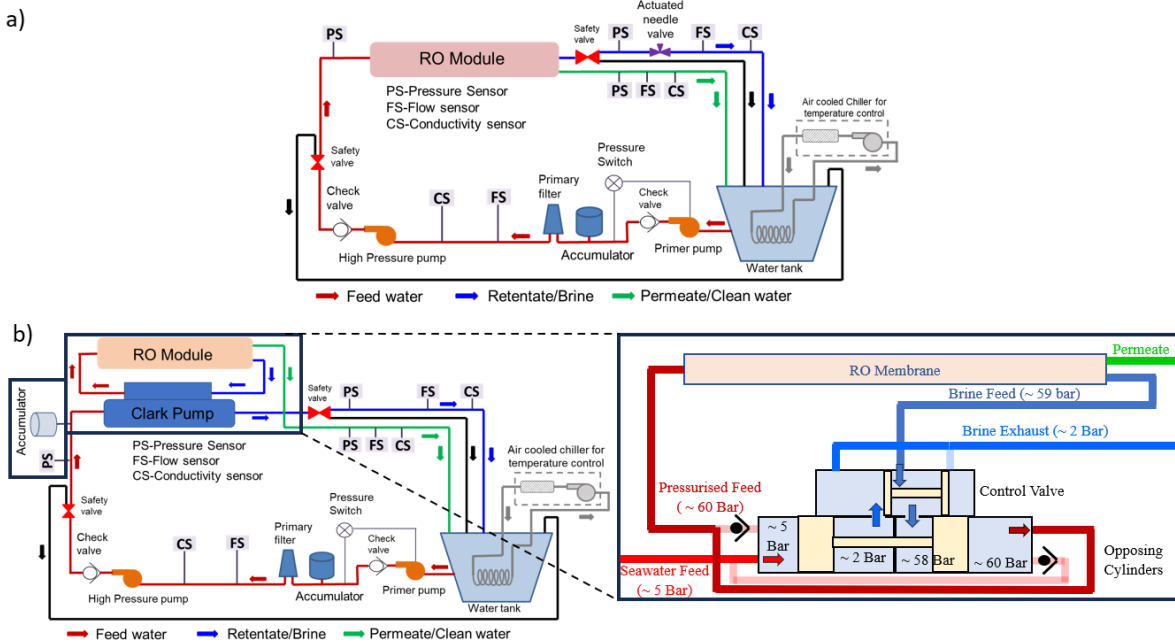 a)
PS
RO Module
PS-Pressure Sensor
FS-Flow sensor
CS-Conductivity sensor
Safety
valve
PS
Actuated
needle
valve
FS
CS
PS
FS
CS
Air cooled Chiller for
temperature control
Safety
valve
Check
valve
High Pressure pump
CS
FS
Primary
filter
Accumulator
Pressure
Switch
Check
valve
Primer pump
Water tank
Feed water
Retentate/Brine
Permeate/Clean water
b)
RO Module
Clark Pump
Accumulator
PS
PS-Pressure Sensor
FS-Flow sensor
CS-Conductivity sensor
Safety
valve
PS
FS
CS
PS
FS
CS
Air cooled chiller for
temperature control
Safety
valve
Check
valve
High Pressure pump
CS
FS
Primary
filter
Accumulator
Pressure
Switch
Check
valve
Primer pump
Water tank
Feed water
Retentate/Brine
Permeate/Clean water
Permeate
RO Membrane
Brine Feed (~ 59 bar)
Brine Exhaust (~ 2 Bar)
Control Valve
Pressurised Feed
(~ 60 Bar)
~ 5
Bar
~ 2 Bar
~ 58 Bar
~ 60 Bar
Opposing
Cylinders
Seawater Feed
(~ 5 Bar)